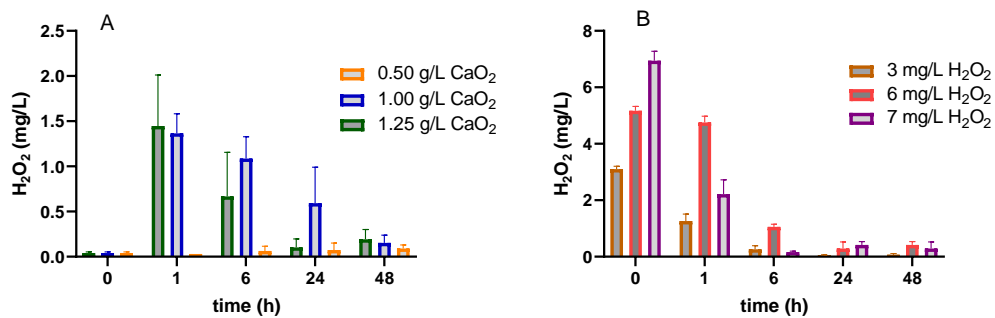 A
H₂O₂ (mg/L)
2.5
2.0
1.5
1.0
0.5
0.0
0 1 6 24 48
time (h)
0.50 g/L CaO₂
1.00 g/L CaO₂
1.25 g/L CaO₂
B
H₂O₂ (mg/L)
8
6
4
2
0
0 1 6 24 48
time (h)
3 mg/L H₂O₂
6 mg/L H₂O₂
7 mg/L H₂O₂